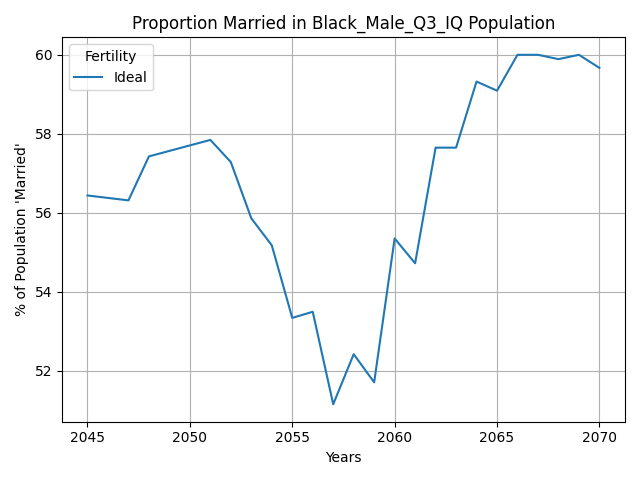 Proportion Married in Black_Male_Q3_IQ Population
Fertility
Ideal
% of Population 'Married'
60
58
56
54
52
2045 2050 2055 2060 2065 2070
Years